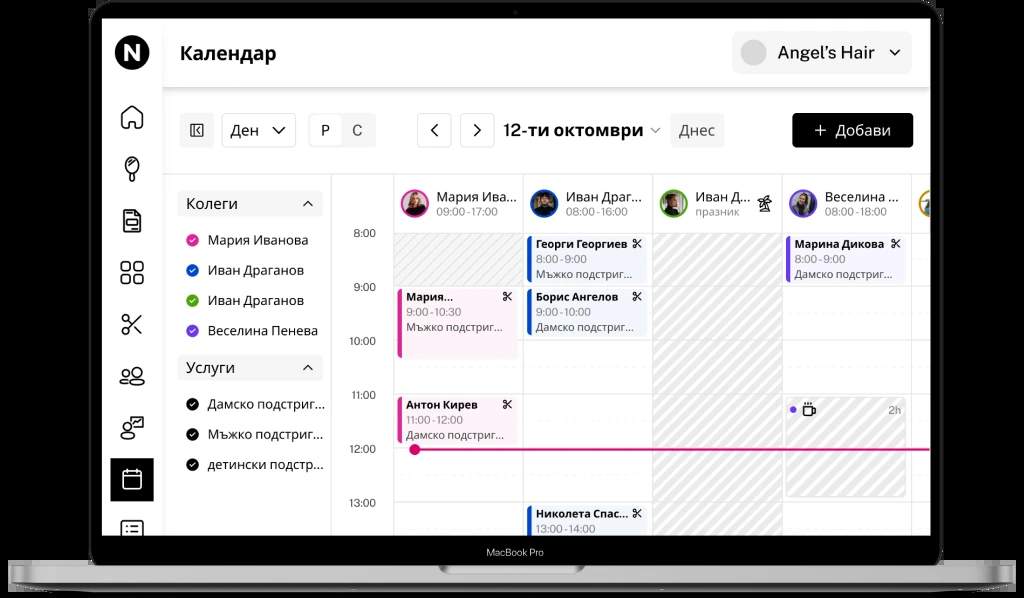 N
Календар
Angel's Hair
Ден
Р
С
12-ти октомври
Днес
+ Добави
Колеги
Мария Иванова
Иван Драганов
Иван Драганов
Веселина Пенева
Услуги
Дамско подстриг...
Мъжко подстриг...
детински подстр...
Мария Ива...
09:00-17:00
Иван Драг...
08:00-16:00
Иван Д...
празник
Веселина ...
08:00-18:00
8:00
9:00
10:00
11:00
12:00
13:00
Мария...
9:00-10:30
Мъжко подстриг...
Антон Кирев
11:00-12:00
Дамско подстриг...
Георги Георгиев
8:00-9:00
Мъжко подстриг...
Борис Ангелов
9:00-10:00
Дамско подстриг...
Николета Спас...
13:00-14:00
Марина Дикова
8:00-9:00
Дамско подстриг...
2h
MacBook Pro